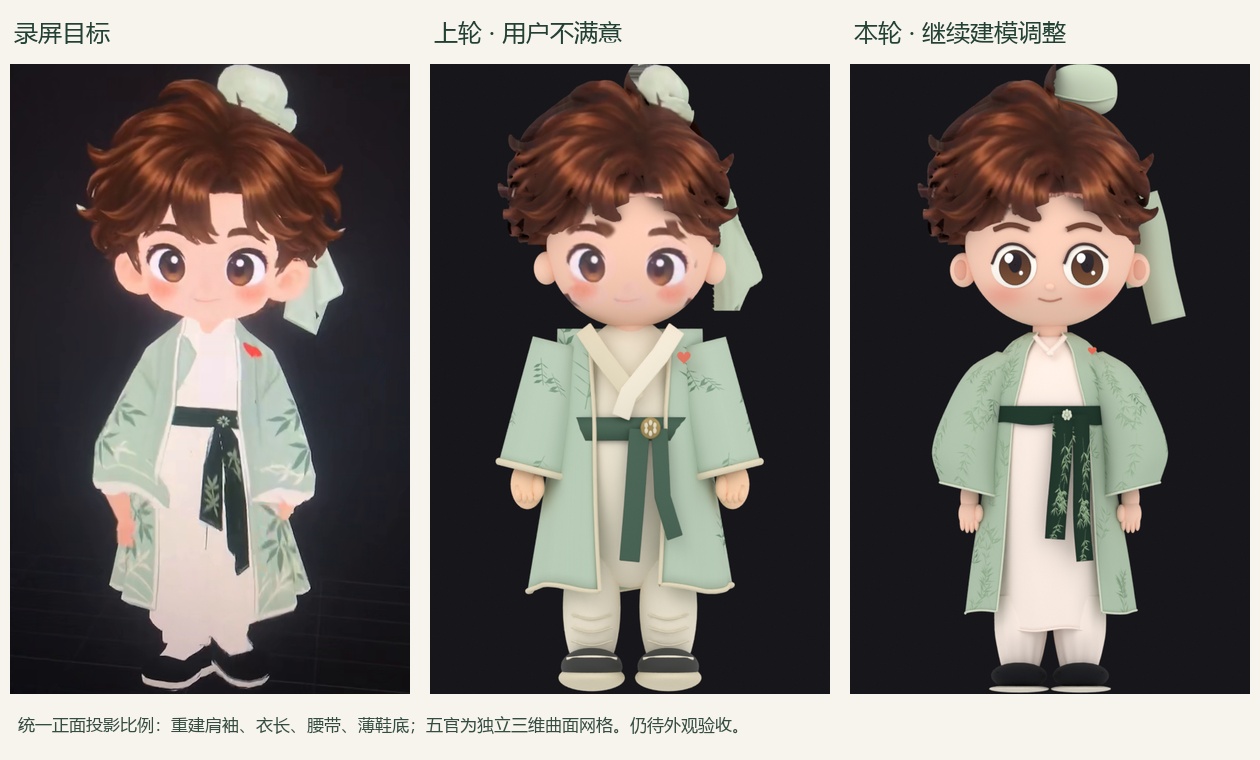 录屏目标
上轮 · 用户不满意
本轮 · 继续建模调整
统一正面投影比例：重建肩袖、衣长、腰带、薄鞋底；五官为独立三维曲面网格。仍待外观验收。